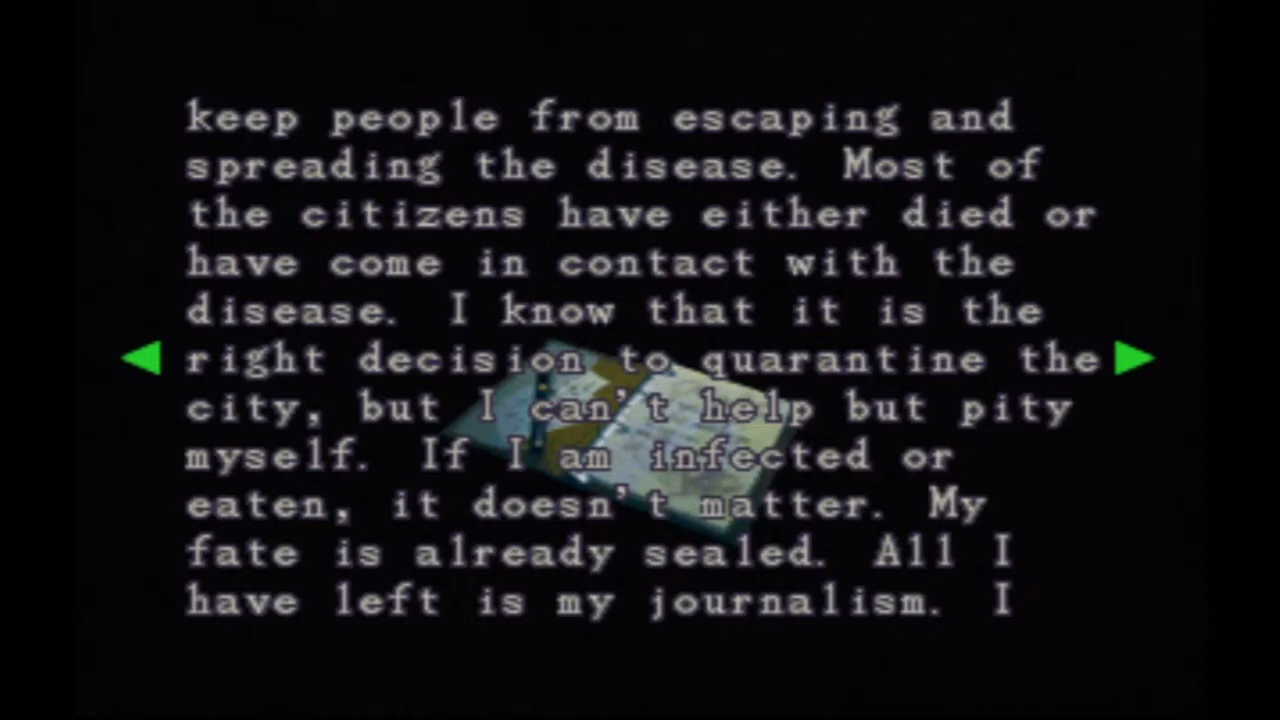 keep people from escaping and
spreading the disease. Most of
the citizens have either died or
have come in contact with the
disease. I know that it is the
right decision to quarantine the
city, but I can't help but pity
myself. If I am infected or
eaten, it doesn't matter. My
fate is already sealed. All I
have left is my journalism. I